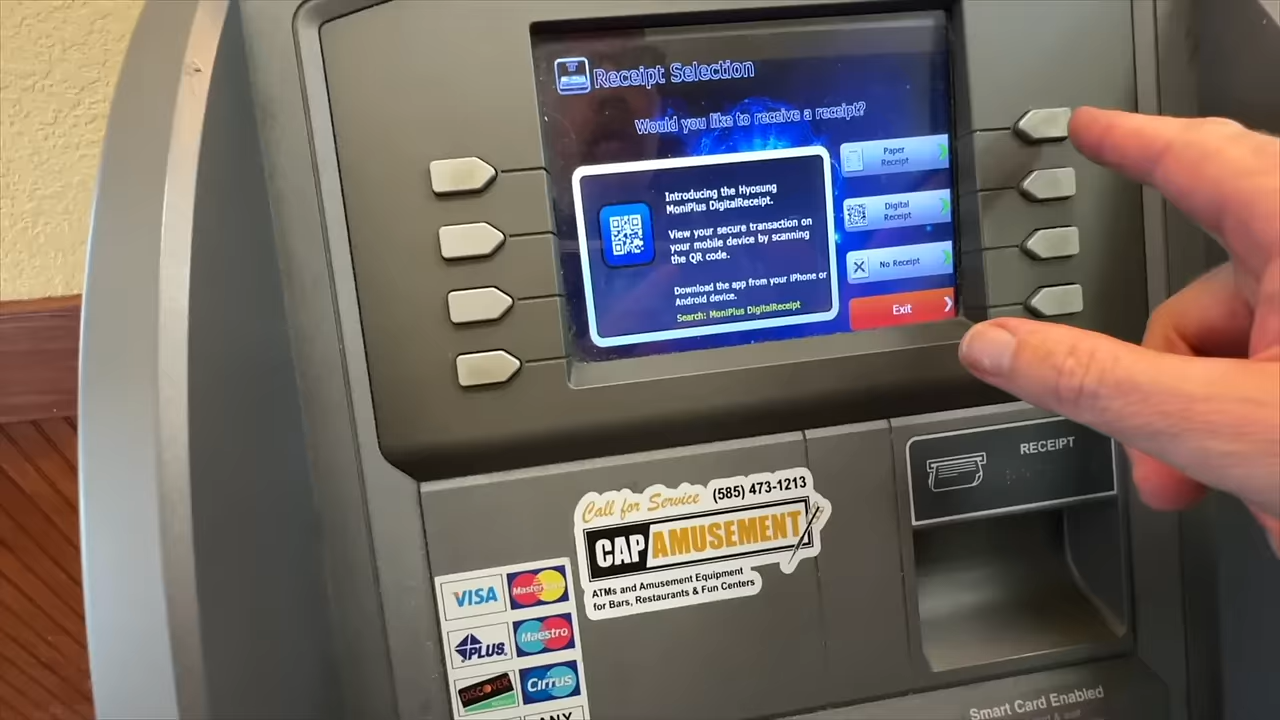 Receipt Selection
Would you like to receive a receipt?
Introducing the Hyosung
MoniPlus DigitalReceipt.
View your secure transaction on
your mobile device by scanning
the QR code.
Download the app from your iPhone or
Android device.
Search: MoniPlus DigitalReceipt
Paper
Receipt
Digital
Receipt
No Receipt
Exit
RECEIPT
Call for Service (585) 473-1213
CAP AMUSEMENT
ATMs and Amusement Equipment
for Bars, Restaurants & Fun Centers
VISA
MasterCard
PLUS
Maestro
DISCOVER
Cirrus
ANY
Smart Card Enabled